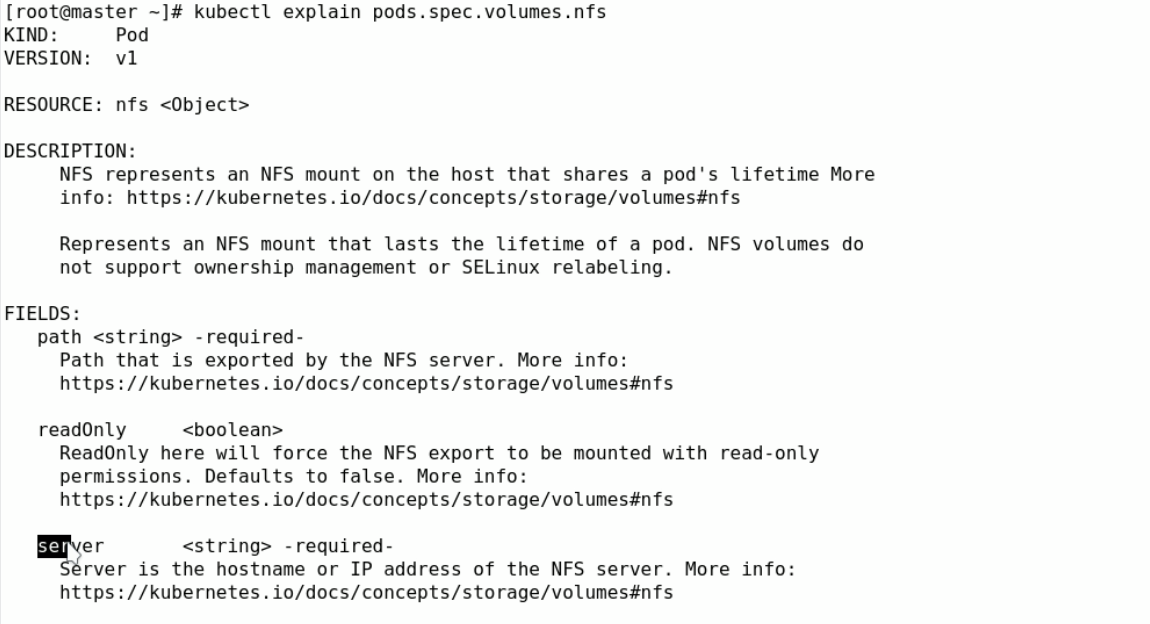 [root@master ~]# kubectl explain pods.spec.volumes.nfs
KIND:     Pod
VERSION:  v1

RESOURCE: nfs <Object>

DESCRIPTION:
     NFS represents an NFS mount on the host that shares a pod's lifetime More
     info: https://kubernetes.io/docs/concepts/storage/volumes#nfs

     Represents an NFS mount that lasts the lifetime of a pod. NFS volumes do
     not support ownership management or SELinux relabeling.

FIELDS:
   path <string> -required-
     Path that is exported by the NFS server. More info:
     https://kubernetes.io/docs/concepts/storage/volumes#nfs

   readOnly     <boolean>
     ReadOnly here will force the NFS export to be mounted with read-only
     permissions. Defaults to false. More info:
     https://kubernetes.io/docs/concepts/storage/volumes#nfs

   server       <string> -required-
     Server is the hostname or IP address of the NFS server. More info:
     https://kubernetes.io/docs/concepts/storage/volumes#nfs